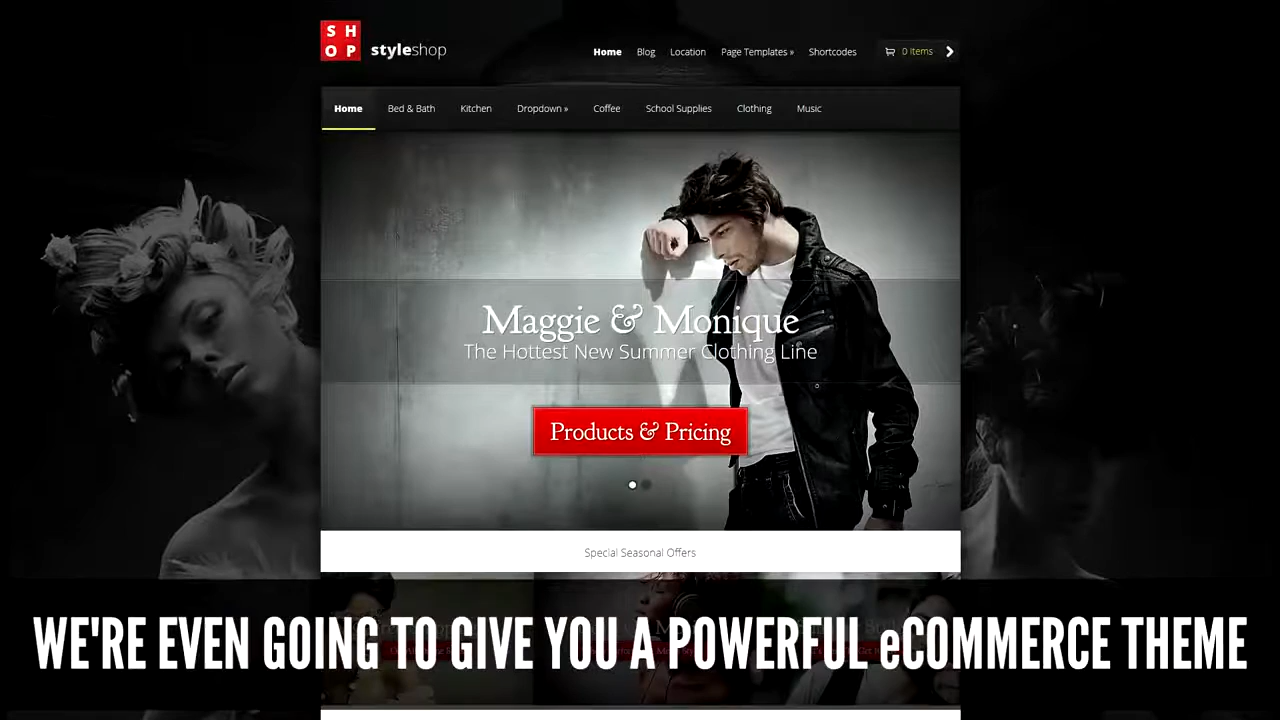 SH
OP
styleshop
Home Blog Location Page Templates » Shortcodes 0 Items
Home Bed & Bath Kitchen Dropdown » Coffee School Supplies Clothing Music
Maggie & Monique
The Hottest New Summer Clothing Line
Products & Pricing
Special Seasonal Offers
WE'RE EVEN GOING TO GIVE YOU A POWERFUL eCOMMERCE THEME